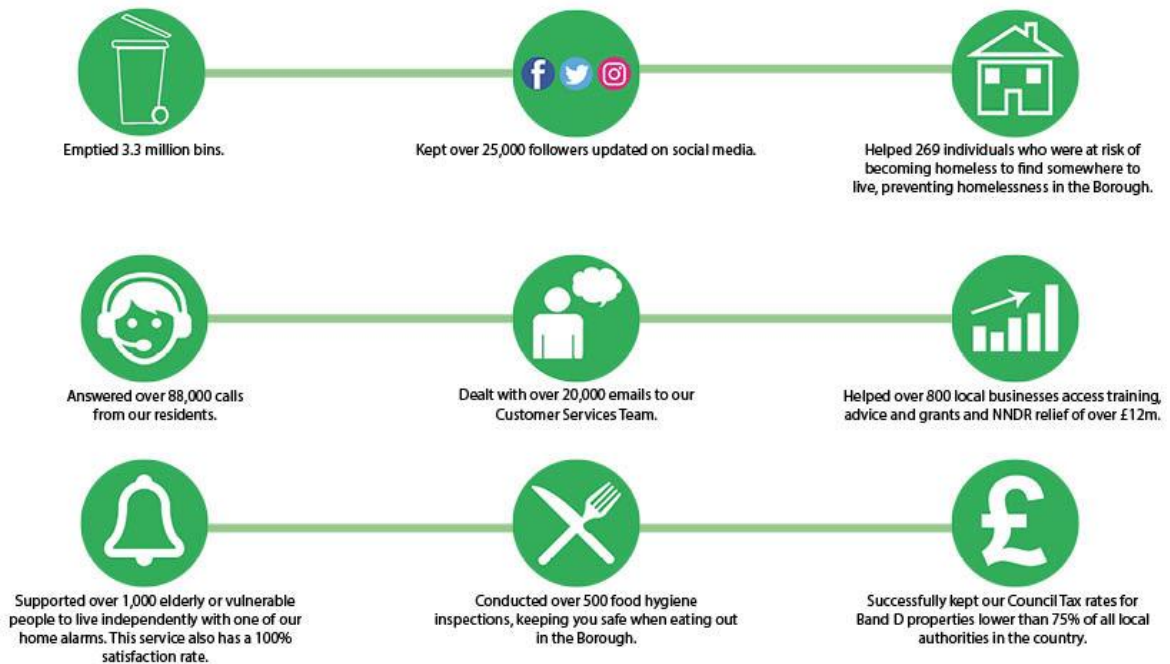 Emptied 3.3 million bins.
Kept over 25,000 followers updated on social media.
Helped 269 individuals who were at risk of
becoming homeless to find somewhere to
live, preventing homelessness in the Borough.
Answered over 88,000 calls
from our residents.
Dealt with over 20,000 emails to our
Customer Services Team.
Helped over 800 local businesses access training,
advice and grants and NNDR relief of over £12m.
Supported over 1,000 elderly or vulnerable
people to live independently with one of our
home alarms. This service also has a 100%
satisfaction rate.
Conducted over 500 food hygiene
inspections, keeping you safe when eating out
in the Borough.
Successfully kept our Council Tax rates for
Band D properties lower than 75% of all local
authorities in the country.